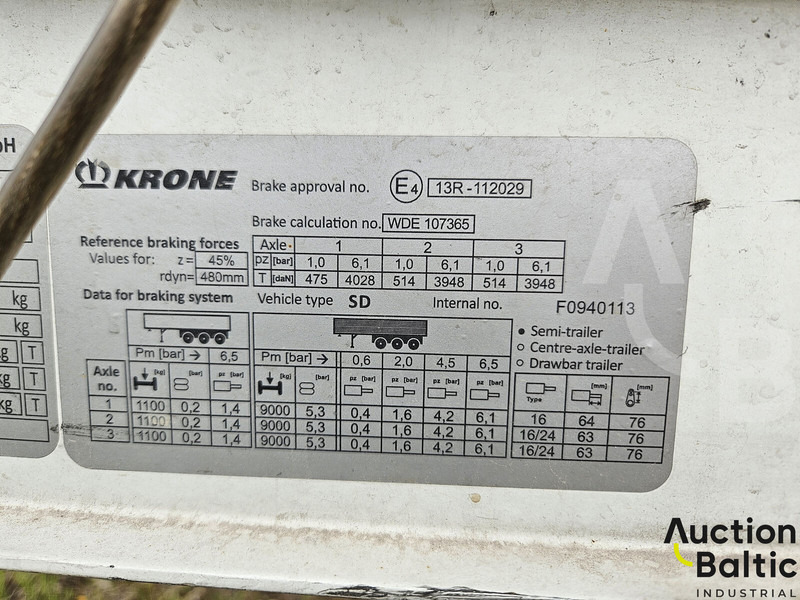 bH
kg
kg
kg T
kg T
kg T
KRONE
Brake approval no. E4 13R -112029
Brake calculation no. WDE 107365
Reference braking forces
Values for: z= 45%
rdyn= 480mm
Axle 1 2 3
pz [bar] 1,0 6,1 1,0 6,1 1,0 6,1
T [daN] 475 4028 514 3948 514 3948
Data for braking system Vehicle type SD Internal no. F0940113
Pm [bar] → 6,5
Pm [bar] → 0,6 2,0 4,5 6,5
Semi-trailer
Centre-axle-trailer
Drawbar trailer
Axle no. [kg] [bar] pz [bar] [kg] [bar] pz [bar] pz [bar] pz [bar] pz [bar] Type [mm] [mm]
1 1100 0,2 1,4 9000 5,3 0,4 1,6 4,2 6,1 16 64 76
2 1100 0,2 1,4 9000 5,3 0,4 1,6 4,2 6,1 16/24 63 76
3 1100 0,2 1,4 9000 5,3 0,4 1,6 4,2 6,1 16/24 63 76
Auction
Baltic
INDUSTRIAL